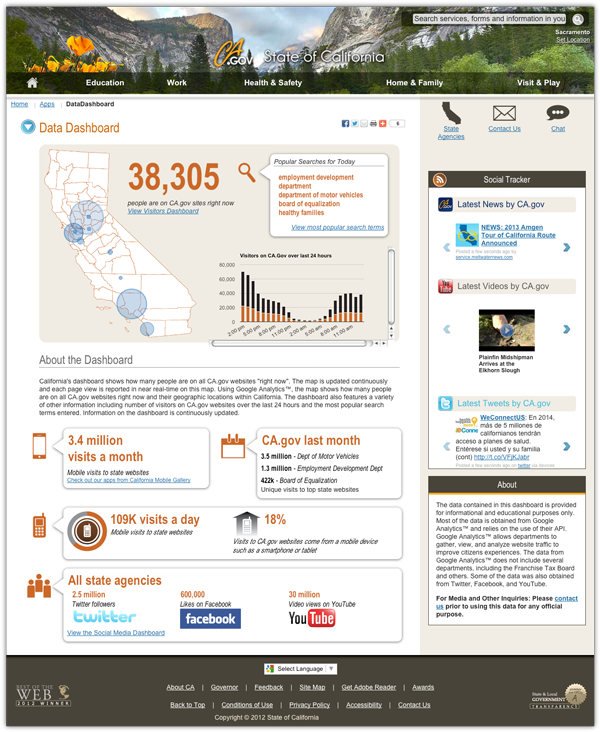 Search services, forms and information in you
CA.GOV State of California
Sacramento
Set Location
Education Work Health & Safety Home & Family Visit & Play
Home Apps DataDashboard
Data Dashboard
8
State Agencies
Contact Us
Chat
38,305
people are on CA.gov sites right now
View Visitors Dashboard
Popular Searches for Today
employment development
department
department of motor vehicles
board of equalization
healthy families
View most popular search terms
Visitors on CA.Gov over last 24 hours
80,000
60,000
40,000
20,000
0
2:00 pm
5:00 pm
8:00 pm
11:00 pm
2:00 am
5:00 am
8:00 am
11:00 am
About the Dashboard
California's dashboard shows how many people are on all CA.gov websites "right now". The map is updated continuously
and each page view is reported in near real-time on this map. Using Google Analytics™, the map shows how many people
are on all CA.gov websites right now and their geographic locations within California. The dashboard also features a variety
of other information including number of visitors on CA.gov websites over the last 24 hours and the most popular search
terms entered. Information on the dashboard is continuously updated.
3.4 million
visits a month
Mobile visits to state websites
Check out our apps from California Mobile Gallery
CA.gov last month
3.5 million - Dept of Motor Vehicles
1.3 million - Employment Development Dept
422k - Board of Equalization
Unique visits to top state websites
109K visits a day
Mobile visits to state websites
18%
Visits to CA.gov websites come from a mobile device
such as a smartphone or tablet
All state agencies
2.5 million
Twitter followers
twitter
600,000
Likes on Facebook
facebook
30 million
Video views on YouTube
YouTube
View the Social Media Dashboard
Social Tracker
Latest News by CA.gov
NEWS: 2013 Amgen
Tour of California Route
Announced
Posted a few seconds ago by
service.meltwaternews.com
Latest Videos by CA.gov
Plainfin Midshipman
Arrives at the
Elkhorn Slough
Latest Tweets by CA.gov
WeConnectUS: En 2014,
más de 5 millones de
californianos tendrán
acceso a planes de salud.
Entérese si usted y su familia
(cont) http://t.co/VFjKJabr
Posted a few seconds ago on twitter via devices
About
The data contained in this dashboard is provided
for informational and educational purposes only.
Most of the data is obtained from Google
Analytics™ and relies on the use of their API.
Google Analytics™ allows departments to
gather, view, and analyze website traffic to
improve citizens experiences. The data from
Google Analytics™ does not include several
departments, including the Franchise Tax Board
and others. Some of the data was also obtained
from Twitter, Facebook, and YouTube.
For Media and Other Inquiries: Please contact
us prior to using this data for any official
purpose.
Select Language
BEST OF THE
WEB
2012 WINNER
About CA | Governor | Feedback | Site Map | Get Adobe Reader | Awards
Back to Top | Conditions of Use | Privacy Policy | Accessibility | Contact Us
Copyright © 2012 State of California
State & Local
GOVERNMENT
TRANSPARENCY